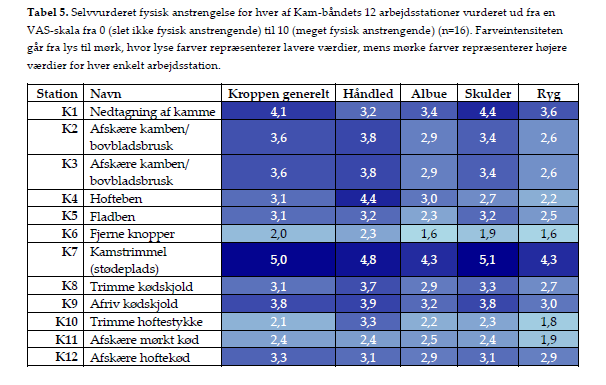 Tabel 5. Selvvurderet fysisk anstrengelse for hver af Kam-båndets 12 arbejdsstationer vurderet ud fra en
VAS-skala fra 0 (slet ikke fysisk anstrengende) til 10 (meget fysisk anstrengende) (n=16). Farveintensiteten
går fra lys til mørk, hvor lyse farver repræsenterer lavere værdier, mens mørke farver repræsenterer højere
værdier for hver enkelt arbejdsstation.
Station Navn Kroppen generelt Håndled Albue Skulder Ryg
K1 Nedtagning af kamme 4,1 3,2 3,4 4,4 3,6
K2 Afskære kamben/
bovbladsbrusk 3,6 3,8 2,9 3,4 2,6
K3 Afskære kamben/
bovbladsbrusk 3,6 3,8 2,9 3,4 2,6
K4 Hofteben 3,1 4,4 3,0 2,7 2,2
K5 Fladben 3,1 3,2 2,3 3,2 2,5
K6 Fjerne knopper 2,0 2,3 1,6 1,9 1,6
K7 Kamstrimmel
(stødeplads) 5,0 4,8 4,3 5,1 4,3
K8 Trimme kødskjold 3,1 3,7 2,9 3,3 2,7
K9 Afriv kødskjold 3,8 3,9 3,2 3,8 3,0
K10 Trimme hoftestykke 2,1 3,3 2,2 2,3 1,8
K11 Afskære mørkt kød 2,4 2,4 2,5 2,4 1,9
K12 Afskære hoftekød 3,3 3,1 2,9 3,1 2,9